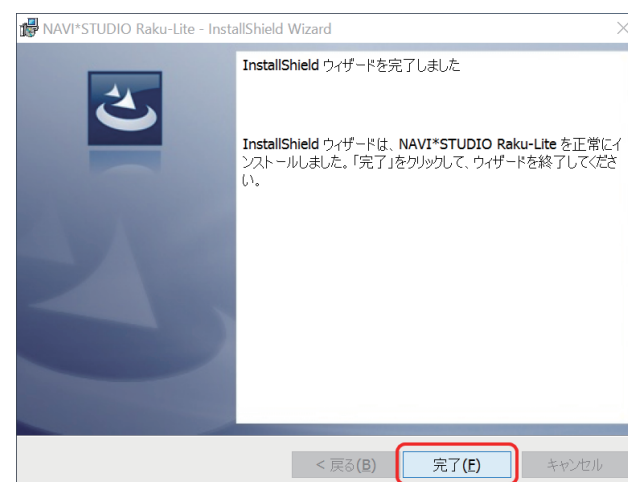 NAVI*STUDIO Raku-Lite - InstallShield Wizard
InstallShield ウィザードを完了しました
InstallShield ウィザードは、NAVI*STUDIO Raku-Lite を正常にイ
ンストールしました。「完了」をクリックして、ウィザードを終了してくださ
い。
< 戻る(B) 完了(F) キャンセル